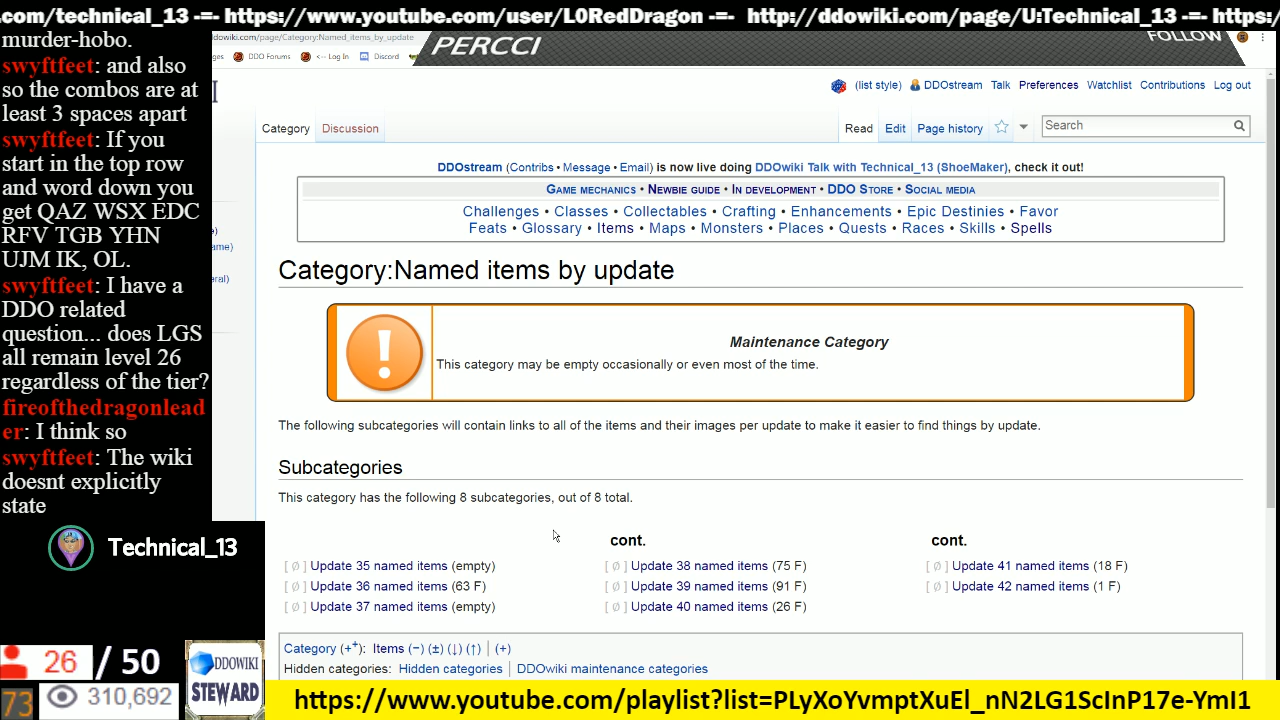 .com/technical_13 -=- https://www.youtube.com/user/L0RedDragon -=- http://ddowiki.com/page/U:Technical_13 -=- https:/
murder-hobo.
swyftfeet: and also
so the combos are at
least 3 spaces apart
swyftfeet: If you
start in the top row
and word down you
get QAZ WSX EDC
RFV TGB YHN
UJM IK, OL.
swyftfeet: I have a
DDO related
question... does LGS
all remain level 26
regardless of the tier?
fireofthedragonlead
er: I think so
swyftfeet: The wiki
doesnt explicitly
state
Technical_13
26 / 50
73 310,692
DDOWIKI
STEWARD
ddowiki.com/page/Category:Named_items_by_update
PERCCI
FOLLOW
ges DDO Forums <-- Log In Discord
(list style) DDOstream Talk Preferences Watchlist Contributions Log out
Category Discussion Read Edit Page history Search
DDOstream (Contribs • Message • Email) is now live doing DDOwiki Talk with Technical_13 (ShoeMaker), check it out!
Game mechanics • Newbie guide • In development • DDO Store • Social media
Challenges • Classes • Collectables • Crafting • Enhancements • Epic Destinies • Favor
Feats • Glossary • Items • Maps • Monsters • Places • Quests • Races • Skills • Spells
e)
ame)
eral)
Category:Named items by update
Maintenance Category
This category may be empty occasionally or even most of the time.
The following subcategories will contain links to all of the items and their images per update to make it easier to find things by update.
Subcategories
This category has the following 8 subcategories, out of 8 total.
[∅] Update 35 named items (empty)
[∅] Update 36 named items (63 F)
[∅] Update 37 named items (empty)
cont.
[∅] Update 38 named items (75 F)
[∅] Update 39 named items (91 F)
[∅] Update 40 named items (26 F)
cont.
[∅] Update 41 named items (18 F)
[∅] Update 42 named items (1 F)
Category (+⁺): Items (−) (±) (↓) (↑) | (+)
Hidden categories: Hidden categories | DDOwiki maintenance categories
https://www.youtube.com/playlist?list=PLyXoYvmptXuEl_nN2LG1ScInP17e-YmI1